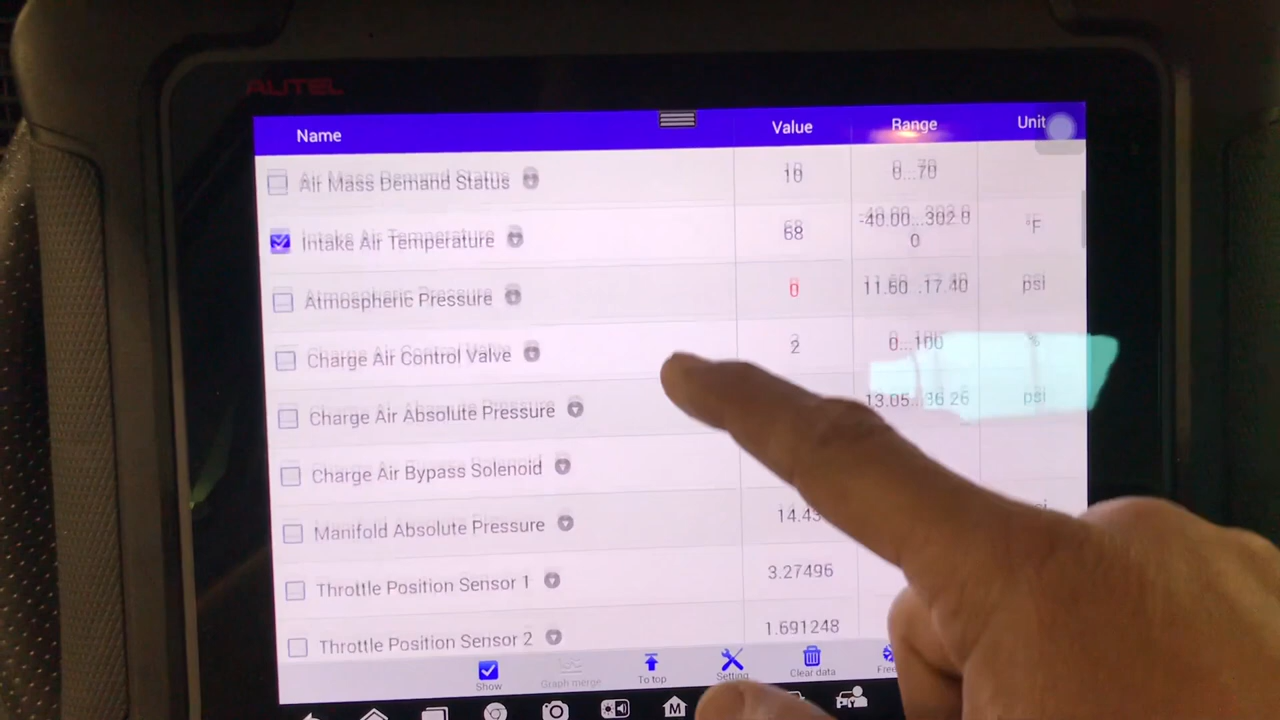 AUTEL
Name Value Range Unit
Air Mass Demand Status 10 0...70
Intake Air Temperature 68 -40.00...302.0 0 °F
Atmospheric Pressure 0 11.60...17.40 psi
Charge Air Control Valve 2 0...100 %
Charge Air Absolute Pressure 13.05...36.26 psi
Charge Air Bypass Solenoid
Manifold Absolute Pressure 14.43
Throttle Position Sensor 1 3.27496
Throttle Position Sensor 2 1.691248
Show Graph merge To top Setting Clear data
M